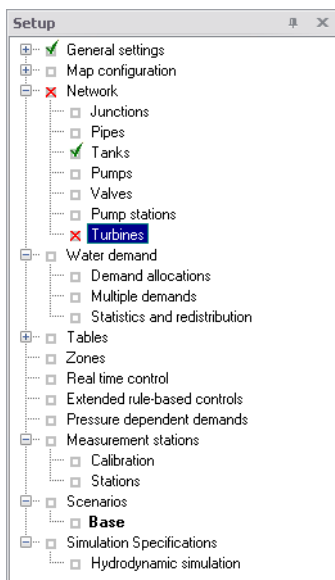 Setup
General settings
Map configuration
Network
Junctions
Pipes
Tanks
Pumps
Valves
Pump stations
Turbines
Water demand
Demand allocations
Multiple demands
Statistics and redistribution
Tables
Zones
Real time control
Extended rule-based controls
Pressure dependent demands
Measurement stations
Calibration
Stations
Scenarios
Base
Simulation Specifications
Hydrodynamic simulation